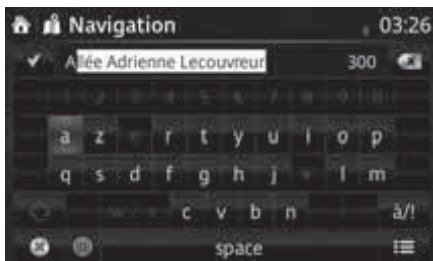 Navigation 03:26
Allée Adrienne Lecouvreur 300
a z r t y u i o p
q s d f g h j l m
c v b n à/!
space